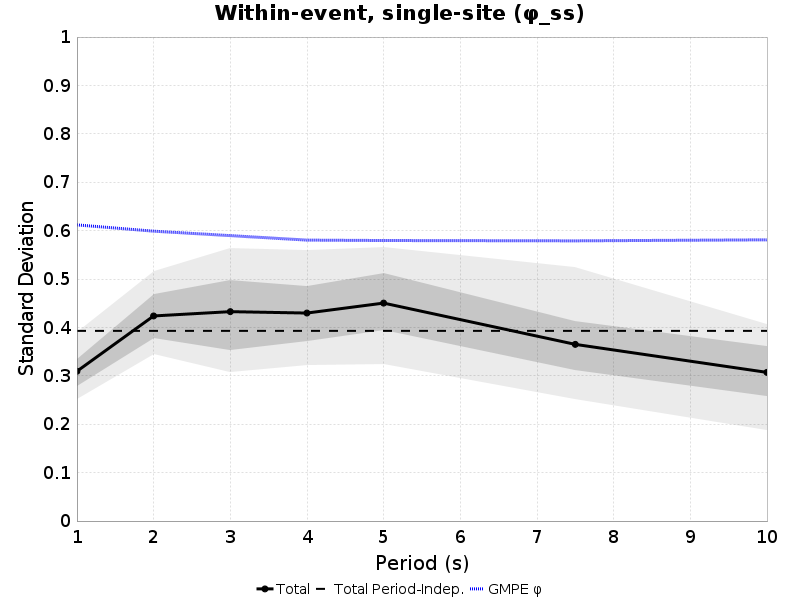 Within-event, single-site (φ_ss)
1
0.9
0.8
0.7
0.6
0.5
0.4
0.3
0.2
0.1
0
Standard Deviation
1 2 3 4 5 6 7 8 9 10
Period (s)
Total Total Period-Indep. GMPE φ